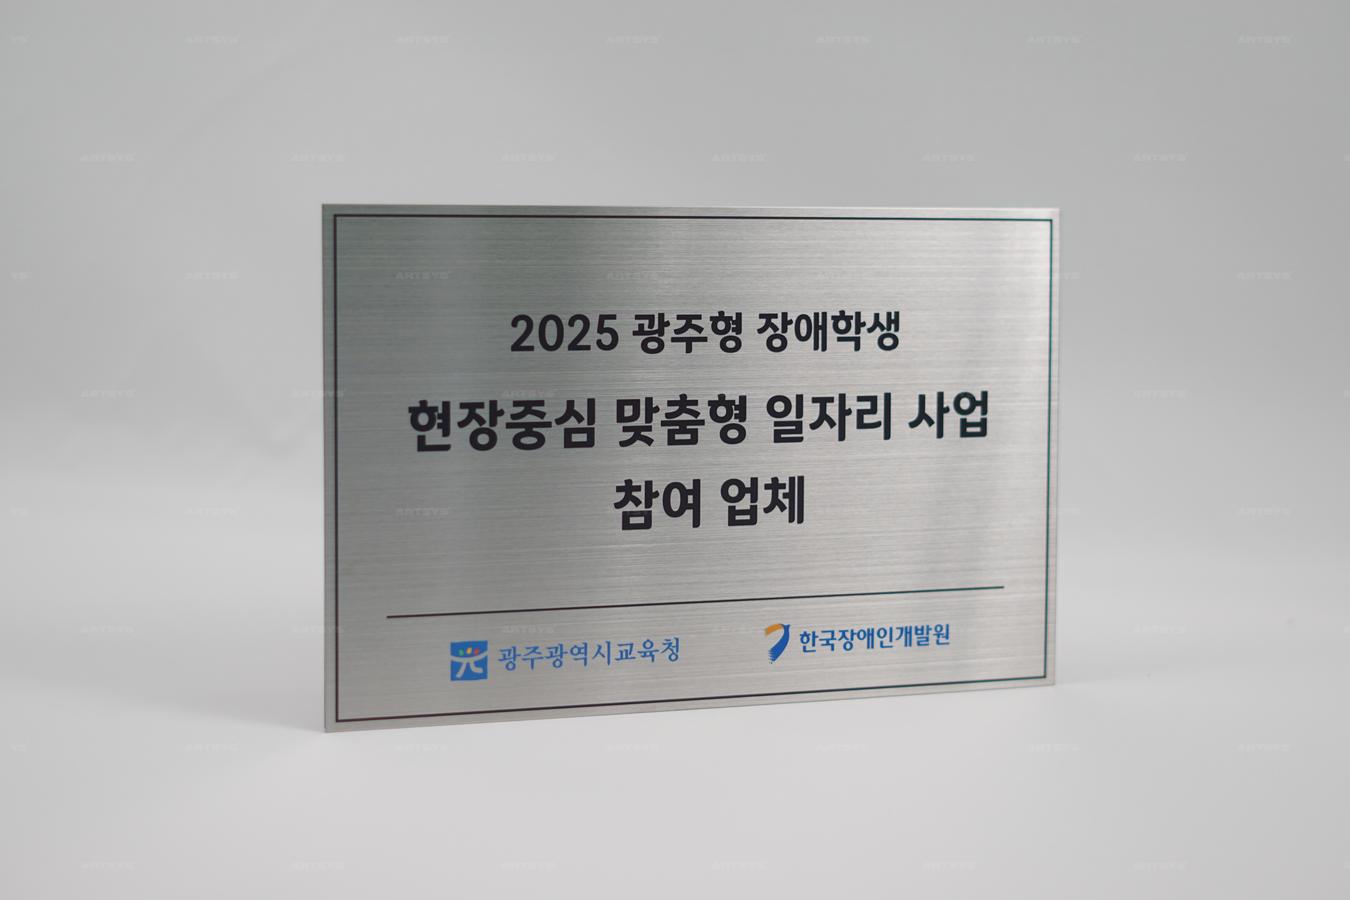 2025 광주형 장애학생
현장중심 맞춤형 일자리 사업
참여 업체
광주광역시교육청
한국장애인개발원
ARTSYS